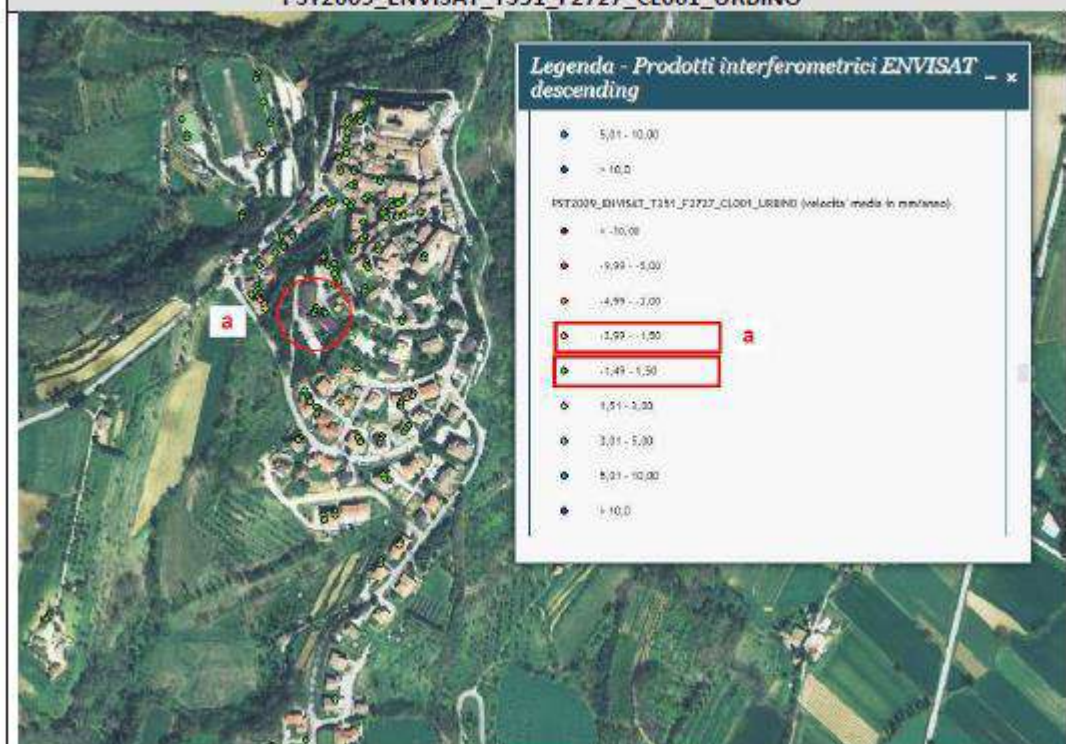 PST2009_ENVISAT_T351_F2727_CL001_URBINO
Legenda - Prodotti interferometrici ENVISAT
descending
5,01 - 10,00
> 10,0
PST2009_ENVISAT_T351_F2727_CL001_URBINO (velocita' media in mm/anno)
< -10,00
-9,99 - -5,00
-4,99 - -3,00
-2,99 - -1,50
a
-1,49 - 1,50
1,51 - 3,00
3,01 - 5,00
5,01 - 10,00
> 10,0
a